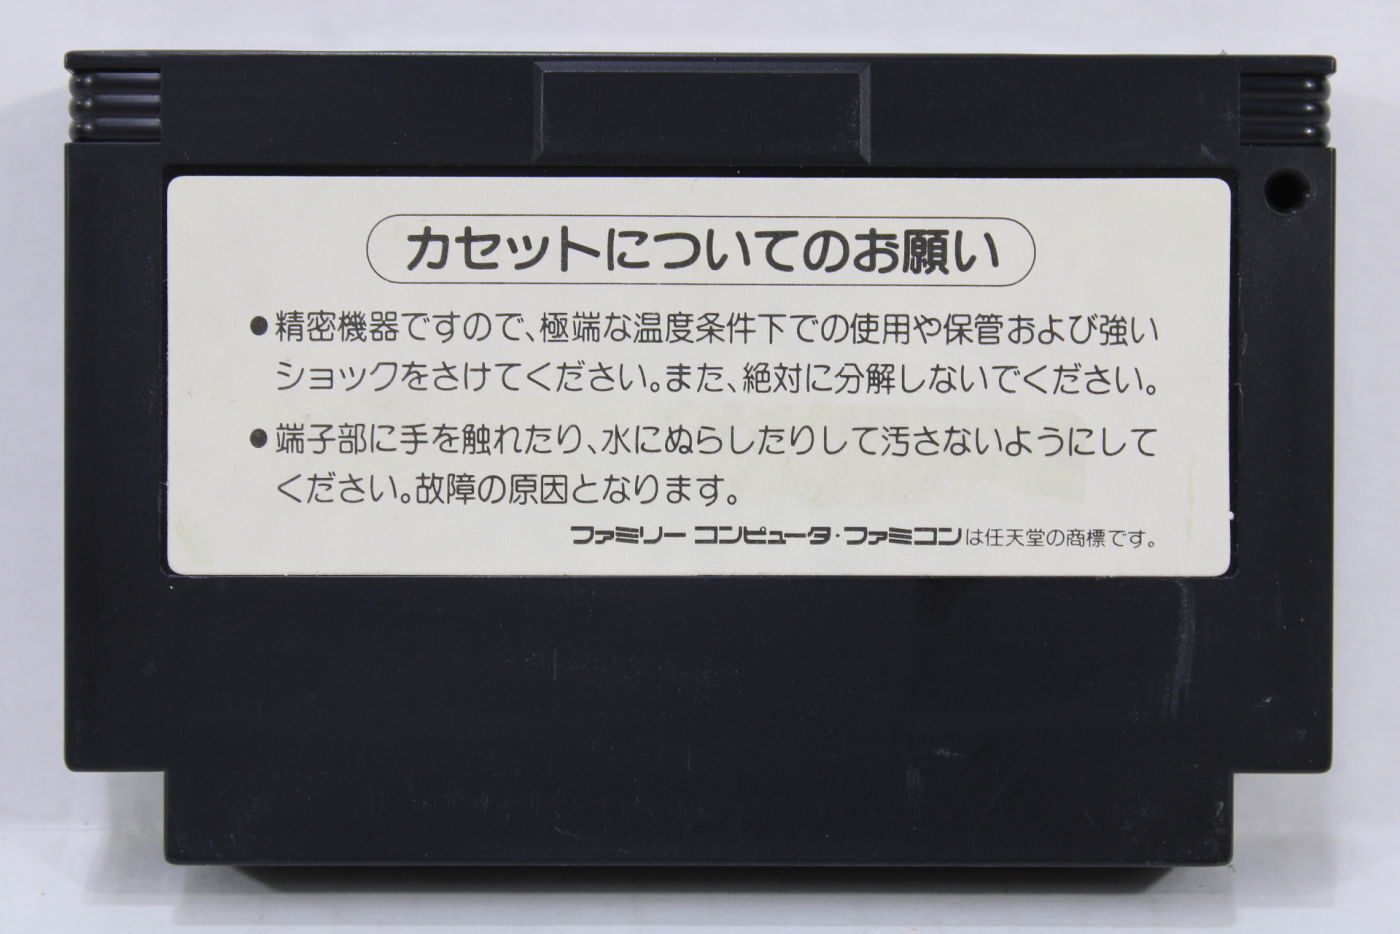 カセットについてのお願い
●精密機器ですので、極端な温度条件下での使用や保管および強い
ショックをさけてください。また、絶対に分解しないでください。
●端子部に手を触れたり、水にぬらしたりして汚さないようにして
ください。故障の原因となります。
ファミリー コンピュータ・ファミコンは任天堂の商標です。